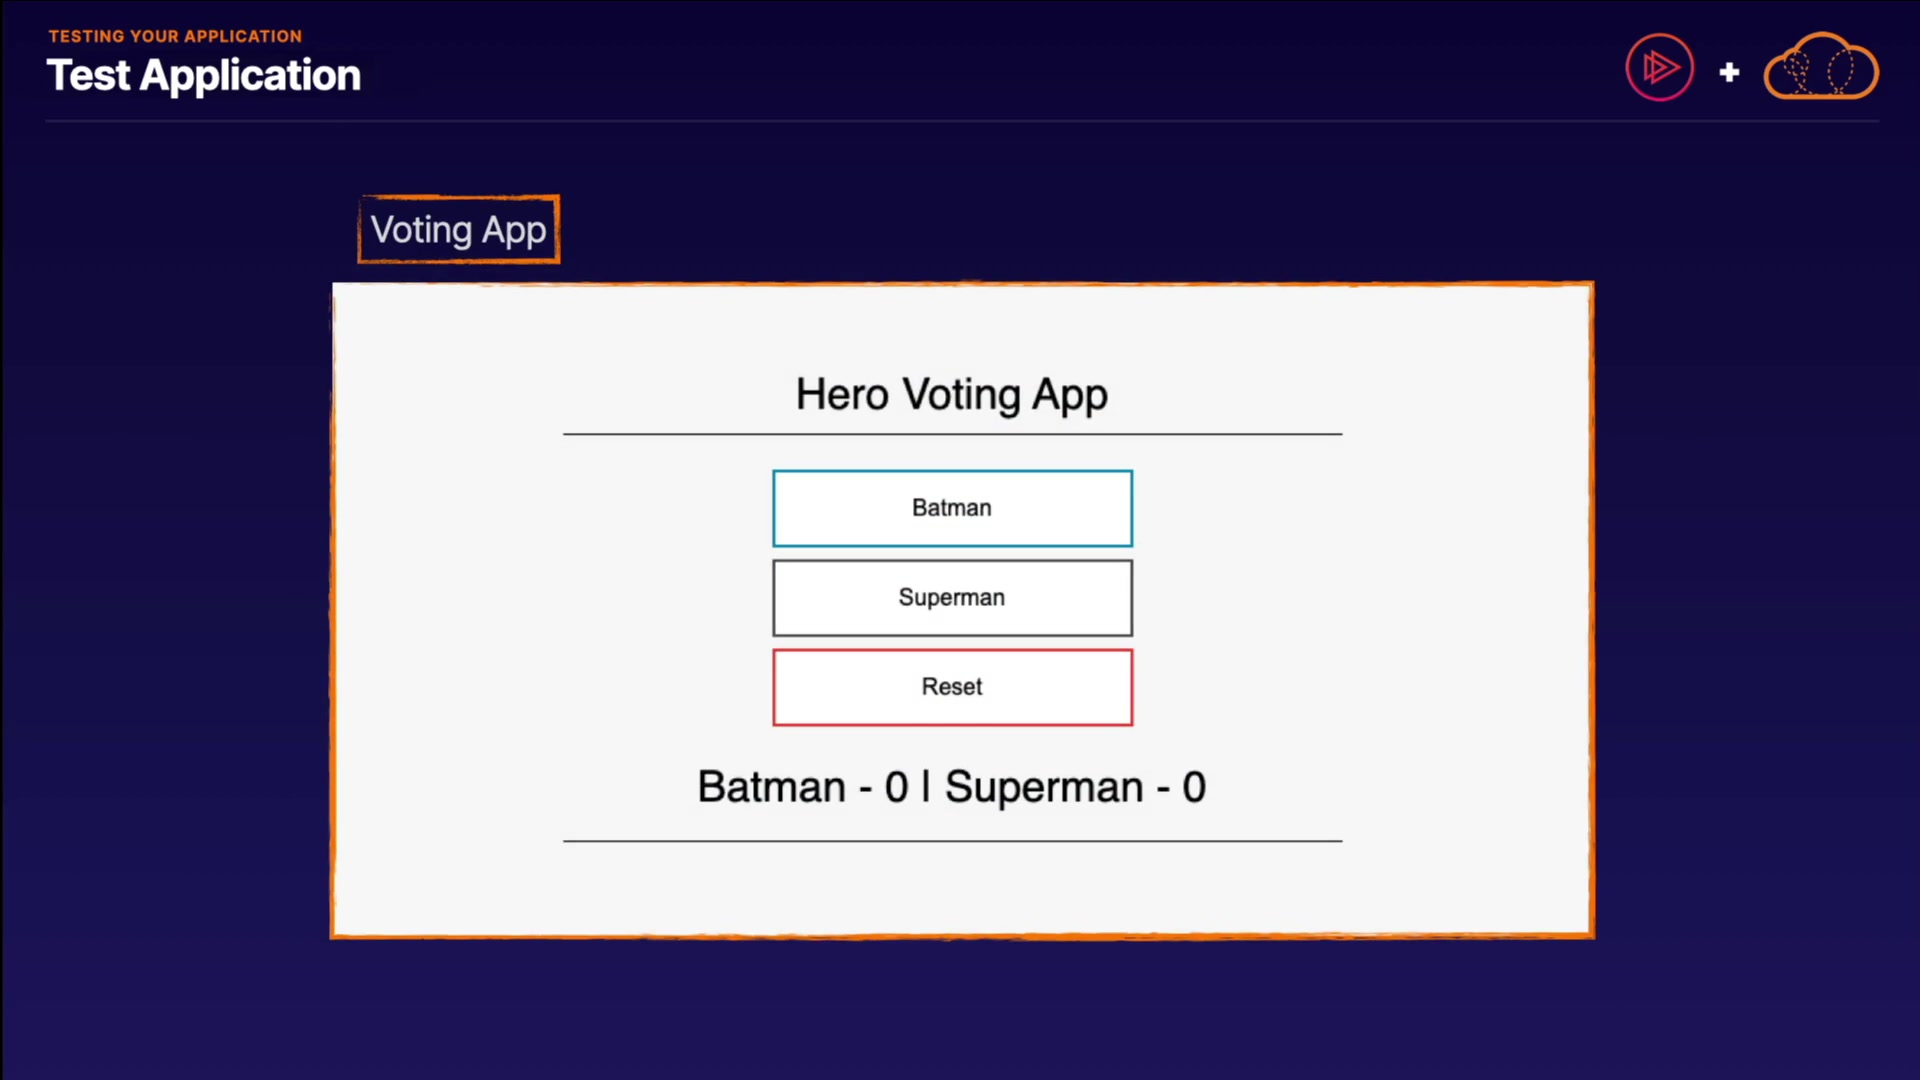 TESTING YOUR APPLICATION
Test Application
Voting App
Hero Voting App
Batman
Superman
Reset
Batman - 0 | Superman - 0